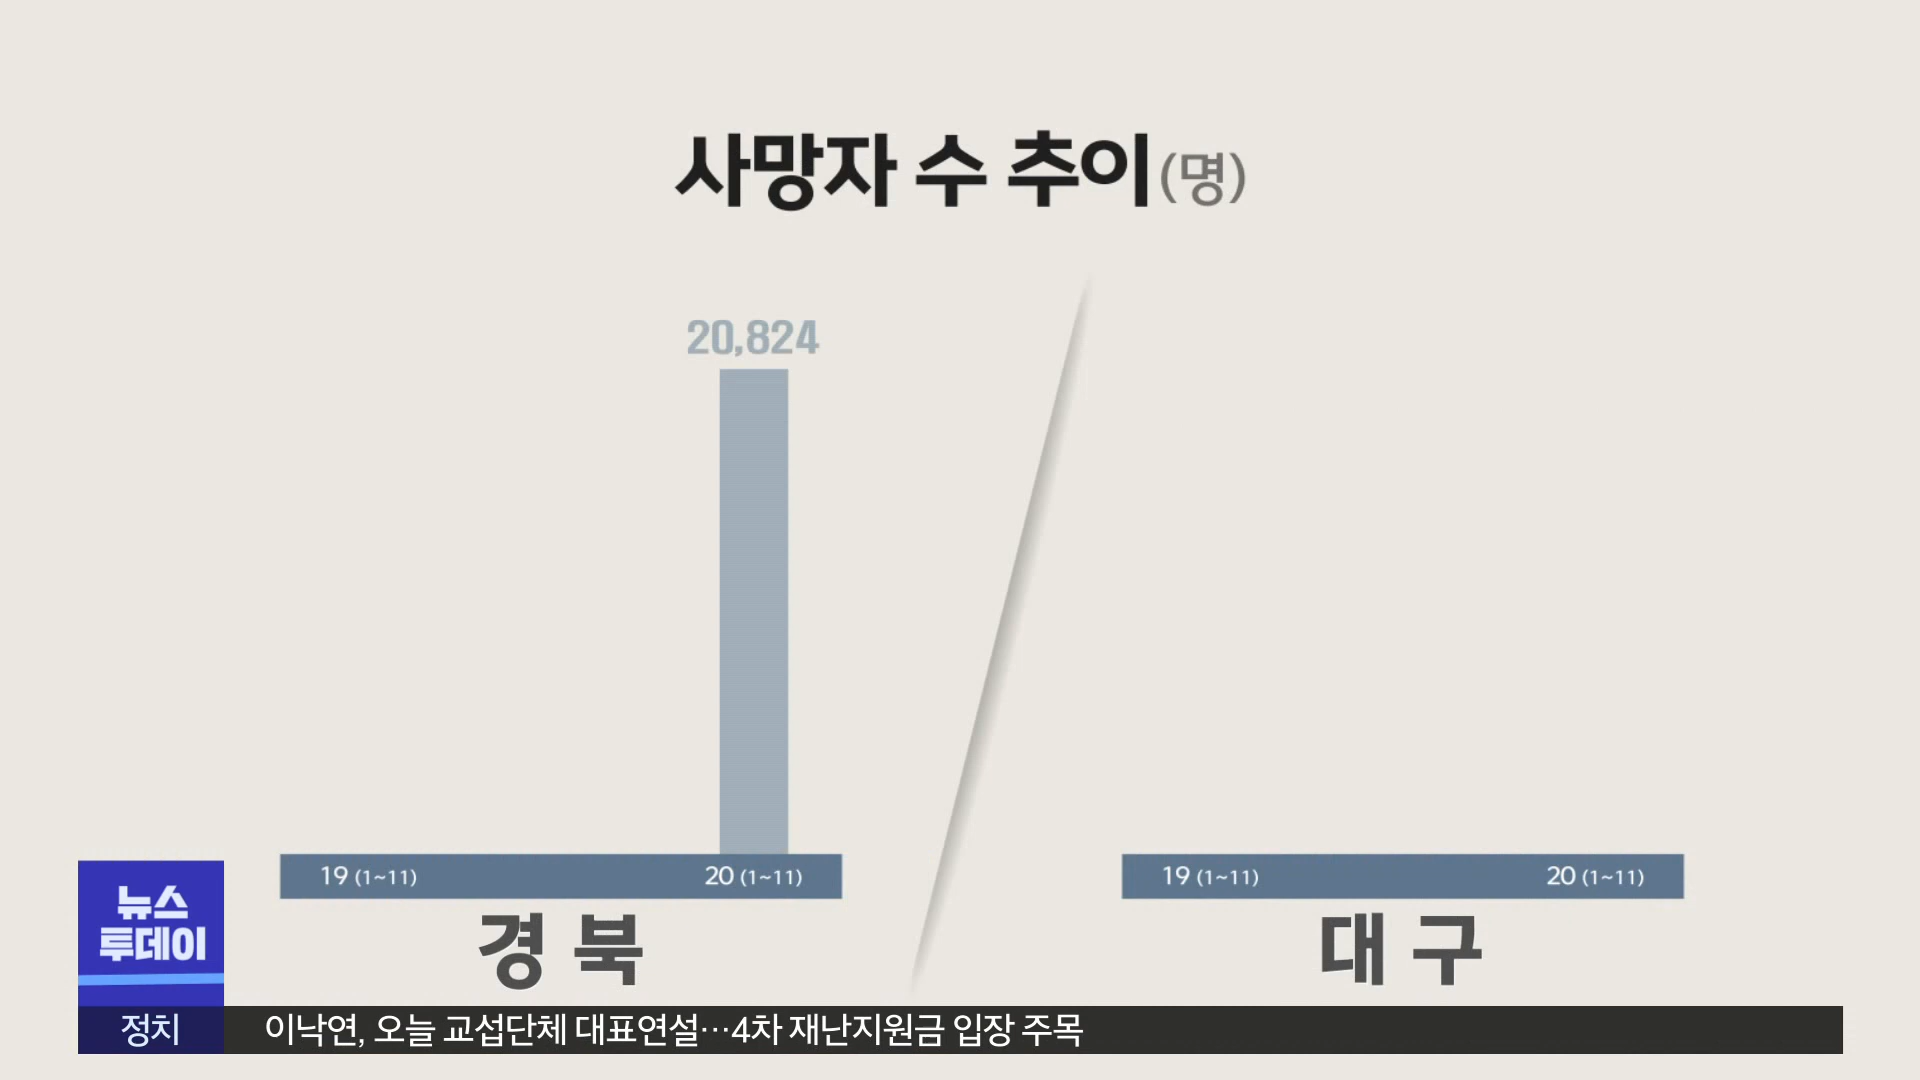 사망자 수 추이(명)
20,824
19 (1~11)
20 (1~11)
경북
19 (1~11)
20 (1~11)
대구
뉴스
투데이
정치
이낙연, 오늘 교섭단체 대표연설…4차 재난지원금 입장 주목